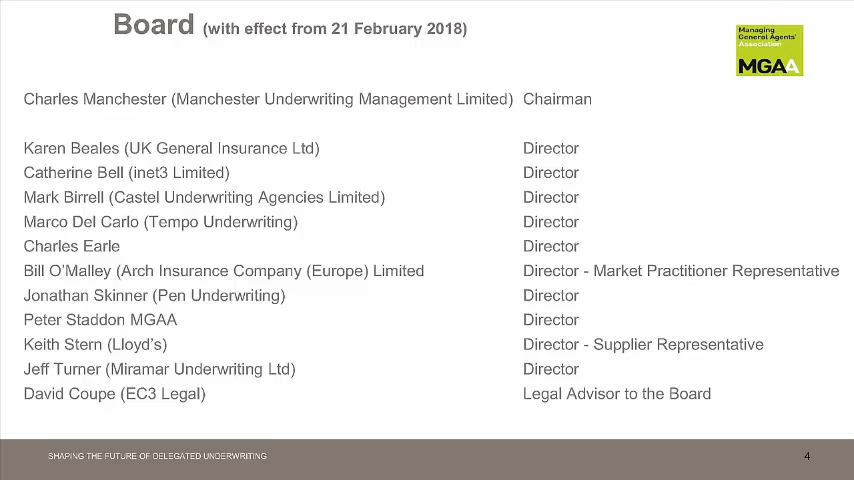 Board (with effect from 21 February 2018)
Managing
General Agents'
Association
MGAA
Charles Manchester (Manchester Underwriting Management Limited) Chairman
Karen Beales (UK General Insurance Ltd) Director
Catherine Bell (inet3 Limited) Director
Mark Birrell (Castel Underwriting Agencies Limited) Director
Marco Del Carlo (Tempo Underwriting) Director
Charles Earle Director
Bill O’Malley (Arch Insurance Company (Europe) Limited Director - Market Practitioner Representative
Jonathan Skinner (Pen Underwriting) Director
Peter Staddon MGAA Director
Keith Stern (Lloyd’s) Director - Supplier Representative
Jeff Turner (Miramar Underwriting Ltd) Director
David Coupe (EC3 Legal) Legal Advisor to the Board
SHAPING THE FUTURE OF DELEGATED UNDERWRITING 4